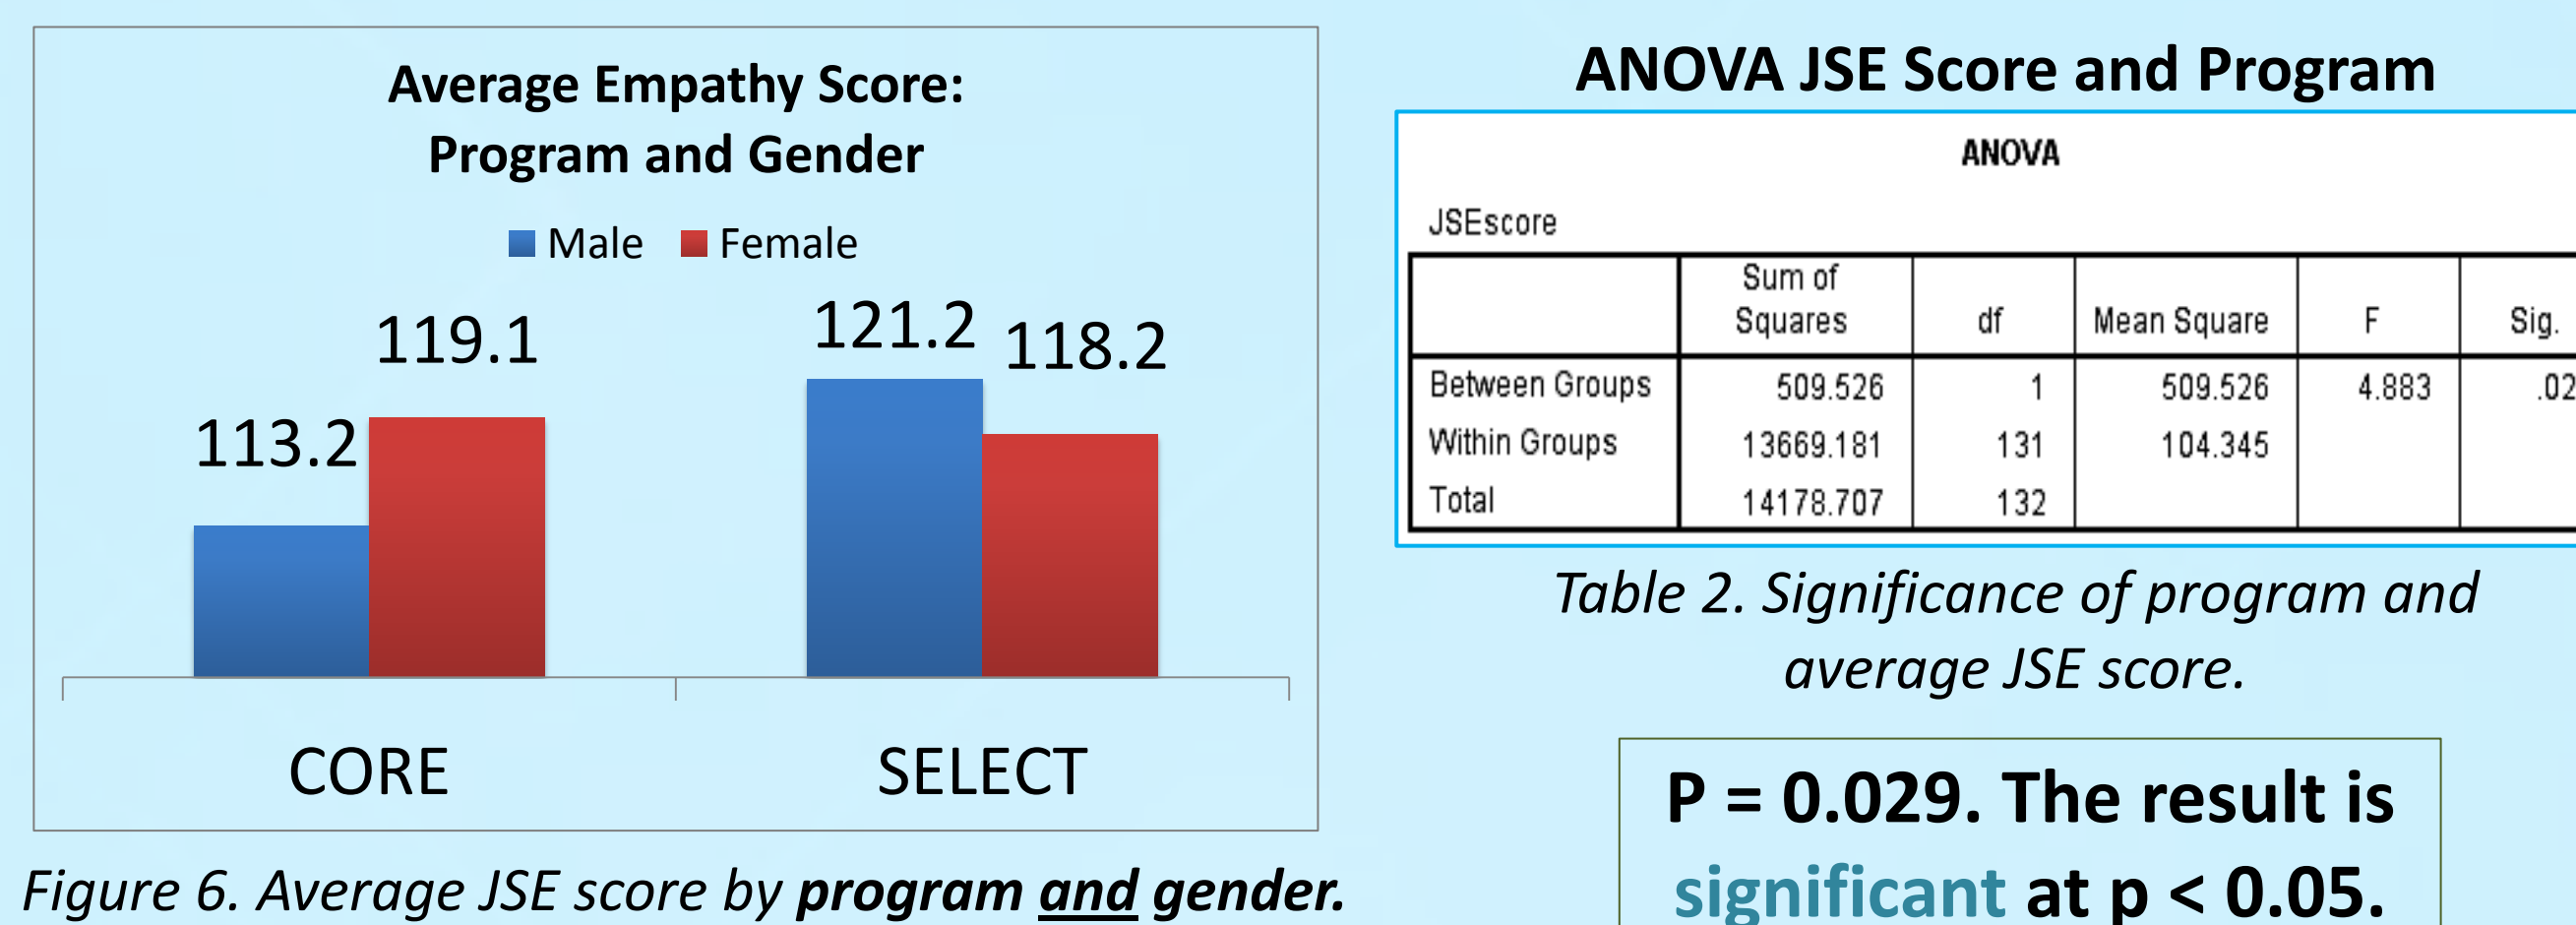 Average Empathy Score:
Program and Gender
Male Female
113.2 119.1 121.2 118.2
CORE SELECT
Figure 6. Average JSE score by program and gender.
ANOVA JSE Score and Program
ANOVA
JSEscore
Sum of Squares df Mean Square F Sig.
Between Groups 509.526 1 509.526 4.883 .02
Within Groups 13669.181 131 104.345
Total 14178.707 132
Table 2. Significance of program and
average JSE score.
P = 0.029. The result is
significant at p < 0.05.